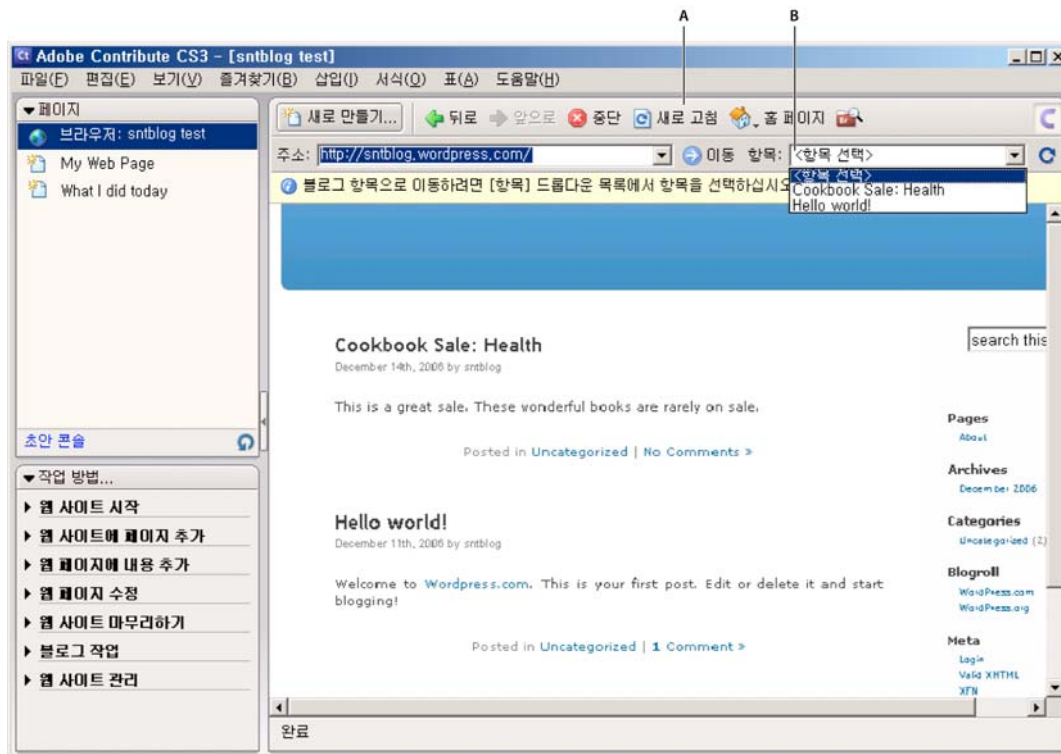 A B
Adobe Contribute CS3 - [sntblog test]
파일(F) 편집(E) 보기(V) 즐겨찾기(B) 삽입(I) 서식(O) 표(A) 도움말(H)
페이지
브라우저: sntblog test
My Web Page
What I did today
초안 콘솔
작업 방법...
웹 사이트 시작
웹 사이트에 페이지 추가
웹 페이지에 내용 추가
웹 페이지 수정
웹 사이트 마무리하기
블로그 작업
웹 사이트 관리
새로 만들기... 뒤로 앞으로 중단 새로 고침 홈 페이지
주소: http://sntblog.wordpress.com/ 이동 항목: <항목 선택>
<항목 선택>
Cookbook Sale: Health
Hello world!
블로그 항목으로 이동하려면 [항목] 드롭다운 목록에서 항목을 선택하십시오
Cookbook Sale: Health
December 14th, 2006 by sntblog
This is a great sale. These wonderful books are rarely on sale.
Posted in Uncategorized | No Comments »
Hello world!
December 11th, 2006 by sntblog
Welcome to Wordpress.com. This is your first post. Edit or delete it and start
blogging!
Posted in Uncategorized | 1 Comment »
search this
Pages
About
Archives
December 2006
Categories
Uncategorized (2)
Blogroll
WordPress.com
WordPress.org
Meta
Login
Valid XHTML
XFN
완료